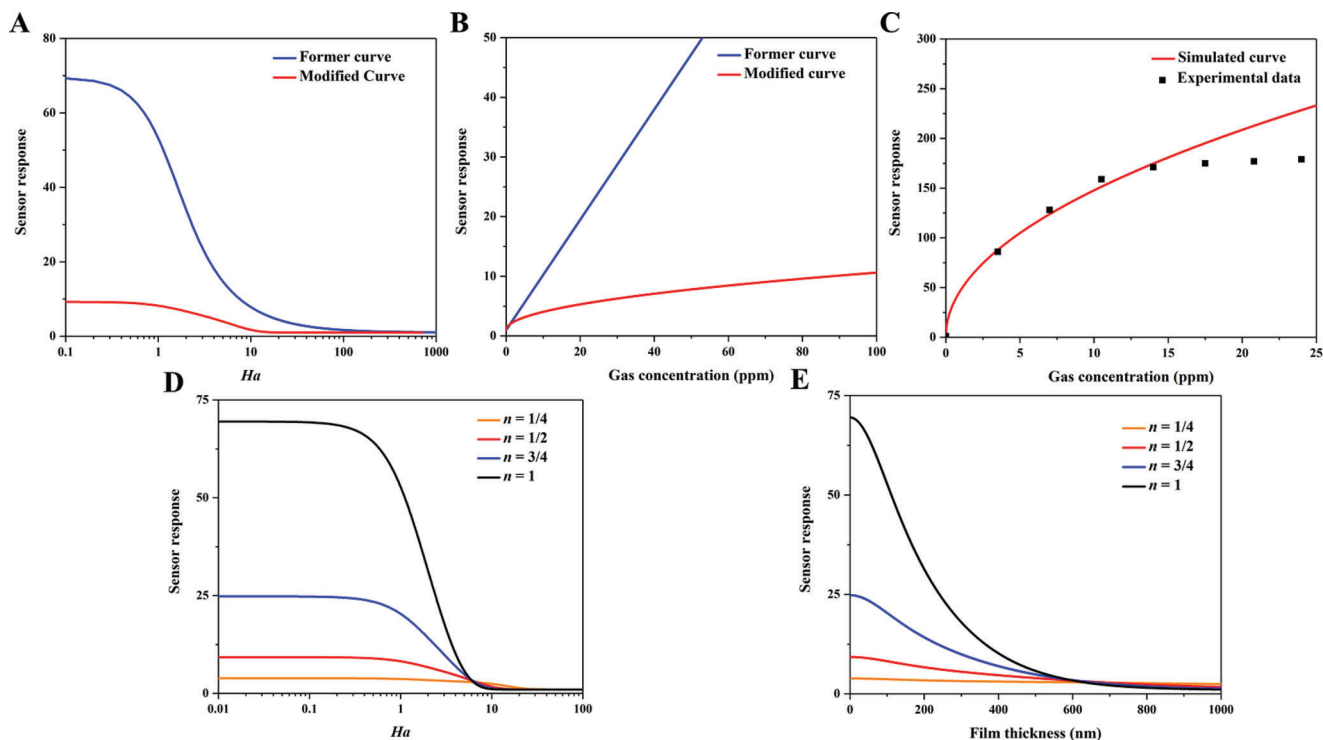 A
80
60
40
20
0
Sensor response
0.1
1
10
100
1000
Ha
Former curve
Modified Curve
B
50
40
30
20
10
0
Sensor response
0
20
40
60
80
100
Gas concentration (ppm)
Former curve
Modified curve
C
300
250
200
150
100
50
0
Sensor response
0
5
10
15
20
25
Gas concentration (ppm)
Simulated curve
Experimental data
D
75
50
25
0
Sensor response
0.01
0.1
1
10
100
Ha
n = 1/4
n = 1/2
n = 3/4
n = 1
E
75
50
25
0
Sensor response
0
200
400
600
800
1000
Film thickness (nm)
n = 1/4
n = 1/2
n = 3/4
n = 1